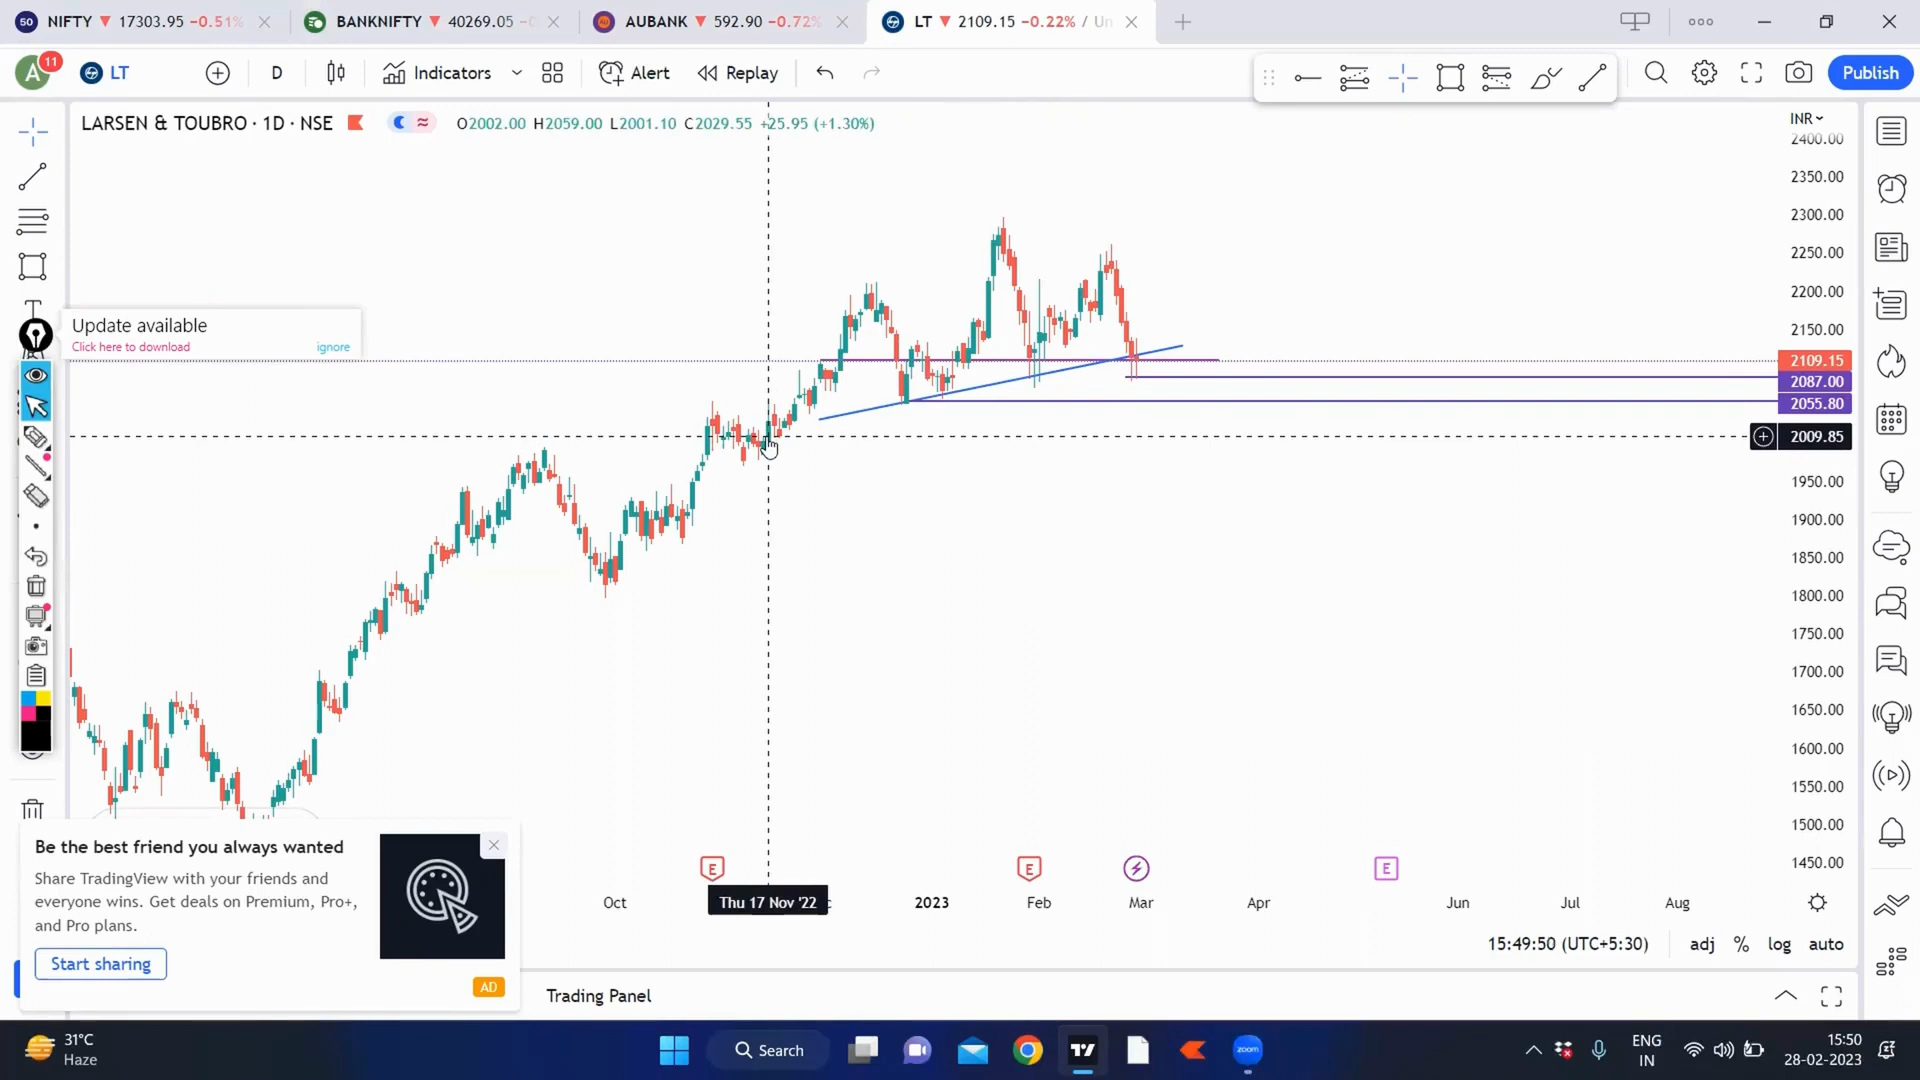 50 NIFTY 17303.95 -0.51%
BANKNIFTY 40269.05
AUBANK 592.90 -0.72%
LT 2109.15 -0.22% / Un
A 11 LT D Indicators Alert Replay Publish
LARSEN & TOUBRO · 1D · NSE O2002.00 H2059.00 L2001.10 C2029.55 +25.95 (+1.30%)
INR
2400.00
2350.00
2300.00
2250.00
2200.00
2150.00
2109.15
2087.00
2055.80
2009.85
1950.00
1900.00
1850.00
1800.00
1750.00
1700.00
1650.00
1600.00
1550.00
1500.00
1450.00
T
Update available
Click here to download ignore
Be the best friend you always wanted
Share TradingView with your friends and
everyone wins. Get deals on Premium, Pro+,
and Pro plans.
Start sharing
AD
E E E
Oct Thu 17 Nov '22 2023 Feb Mar Apr Jun Jul Aug
15:49:50 (UTC+5:30) adj % log auto
Trading Panel
31°C
Haze
Search
zoom
ENG
IN
15:50
28-02-2023